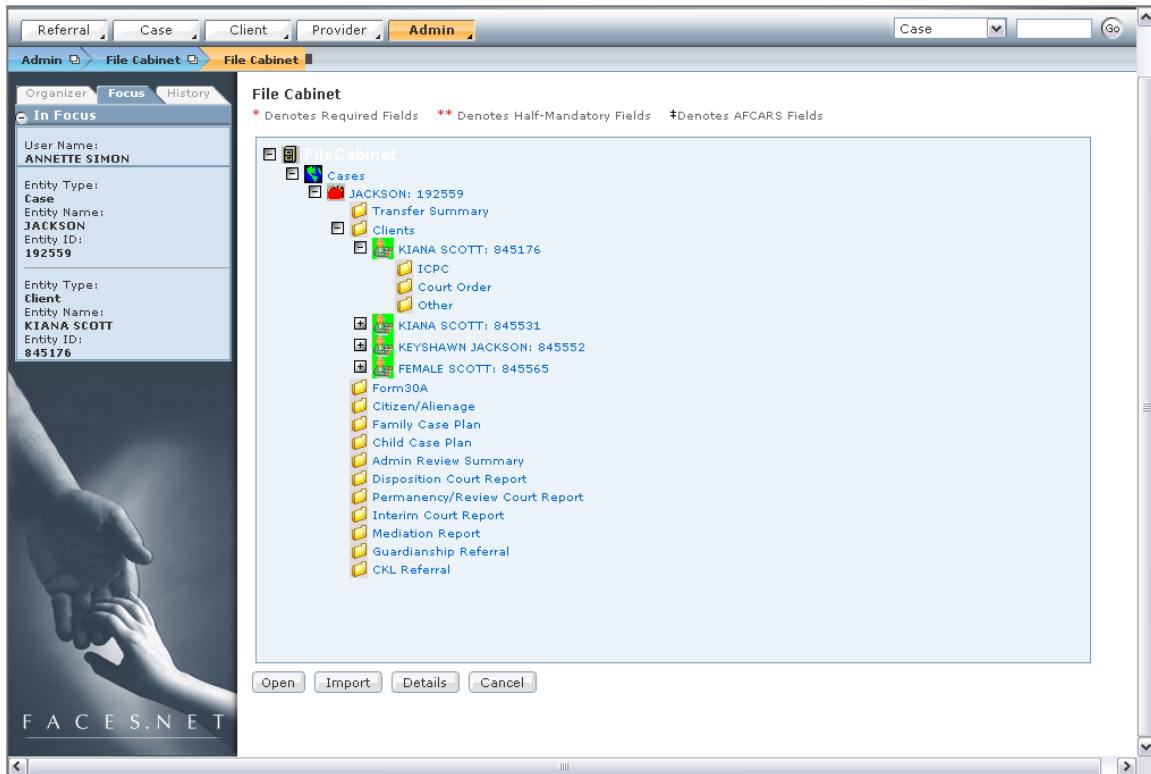 Referral Case Client Provider Admin Case Go
Admin File Cabinet File Cabinet
Organizer Focus History
In Focus
User Name:
ANNETTE SIMON
Entity Type:
Case
Entity Name:
JACKSON
Entity ID:
192559
Entity Type:
Client
Entity Name:
KIANA SCOTT
Entity ID:
845176
FACES.NET
File Cabinet
* Denotes Required Fields ** Denotes Half-Mandatory Fields ‡Denotes AFCARS Fields
FileCabinet
Cases
JACKSON: 192559
Transfer Summary
Clients
KIANA SCOTT: 845176
ICPC
Court Order
Other
KIANA SCOTT: 845531
KEYSHAWN JACKSON: 845552
FEMALE SCOTT: 845565
Form30A
Citizen/Alienage
Family Case Plan
Child Case Plan
Admin Review Summary
Disposition Court Report
Permanency/Review Court Report
Interim Court Report
Mediation Report
Guardianship Referral
CKL Referral
Open Import Details Cancel